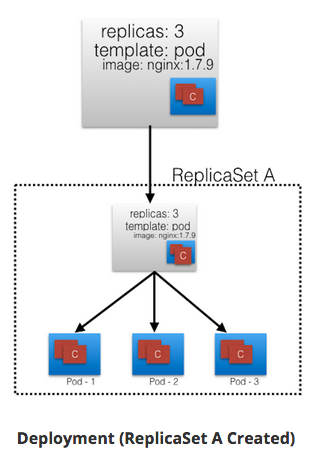 replicas: 3
template: pod
image: nginx:1.7.9
C
ReplicaSet A
replicas: 3
template: pod
image: nginx:1.7.9
C
C
C
C
Pod - 1
Pod - 2
Pod - 3
Deployment (ReplicaSet A Created)